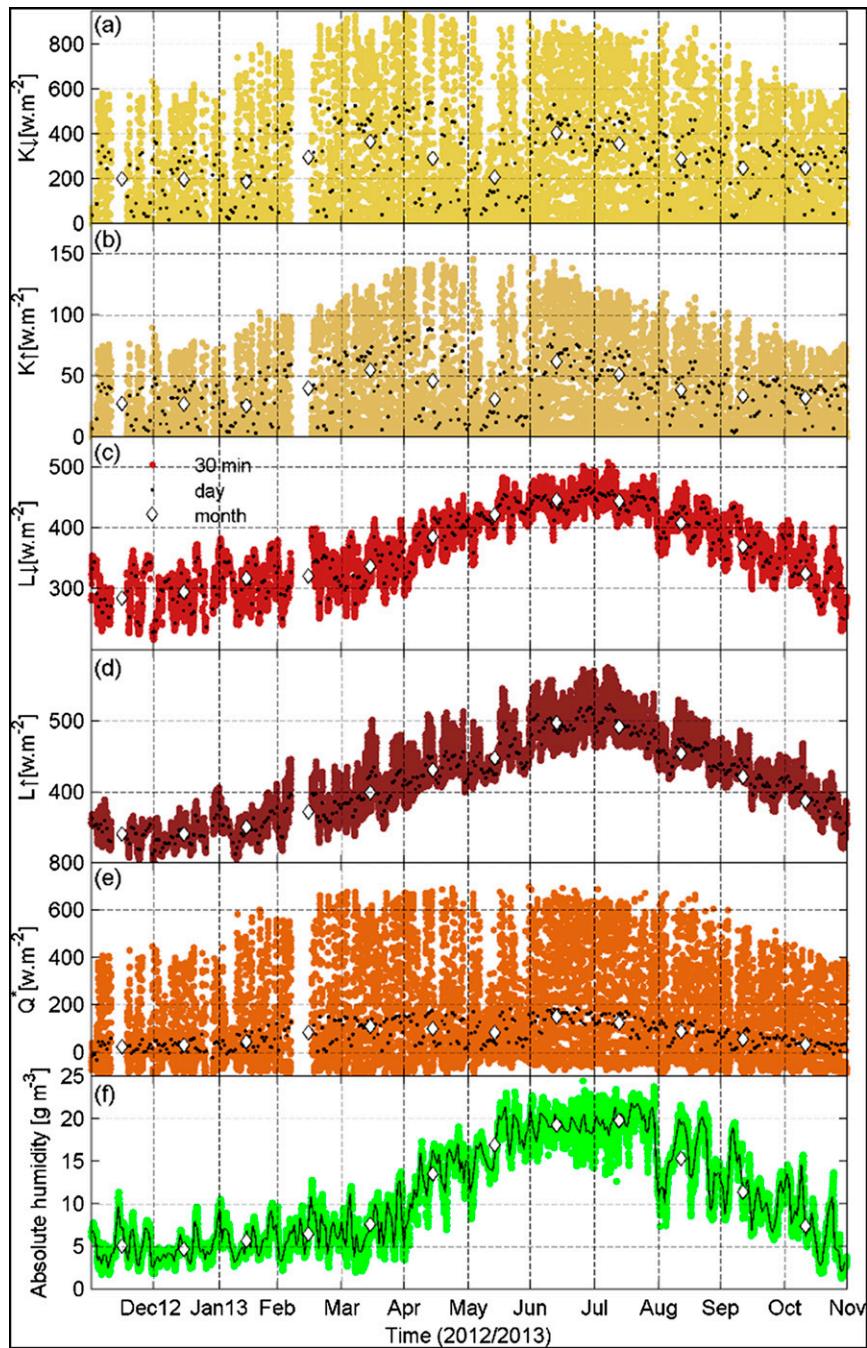 (a)
800
600
400
200
0
K↓[w.m-2]
(b)
150
100
50
0
K↑[w.m-2]
(c)
30 min
day
month
500
400
300
L↓[w.m-2]
(d)
500
400
800
L↑[w.m-2]
(e)
600
400
200
0
Q*[w.m-2]
(f)
25
20
15
10
5
0
Absolute humidity [g m-3]
Dec12 Jan13 Feb Mar Apr May Jun Jul Aug Sep Oct Nov
Time (2012/2013)